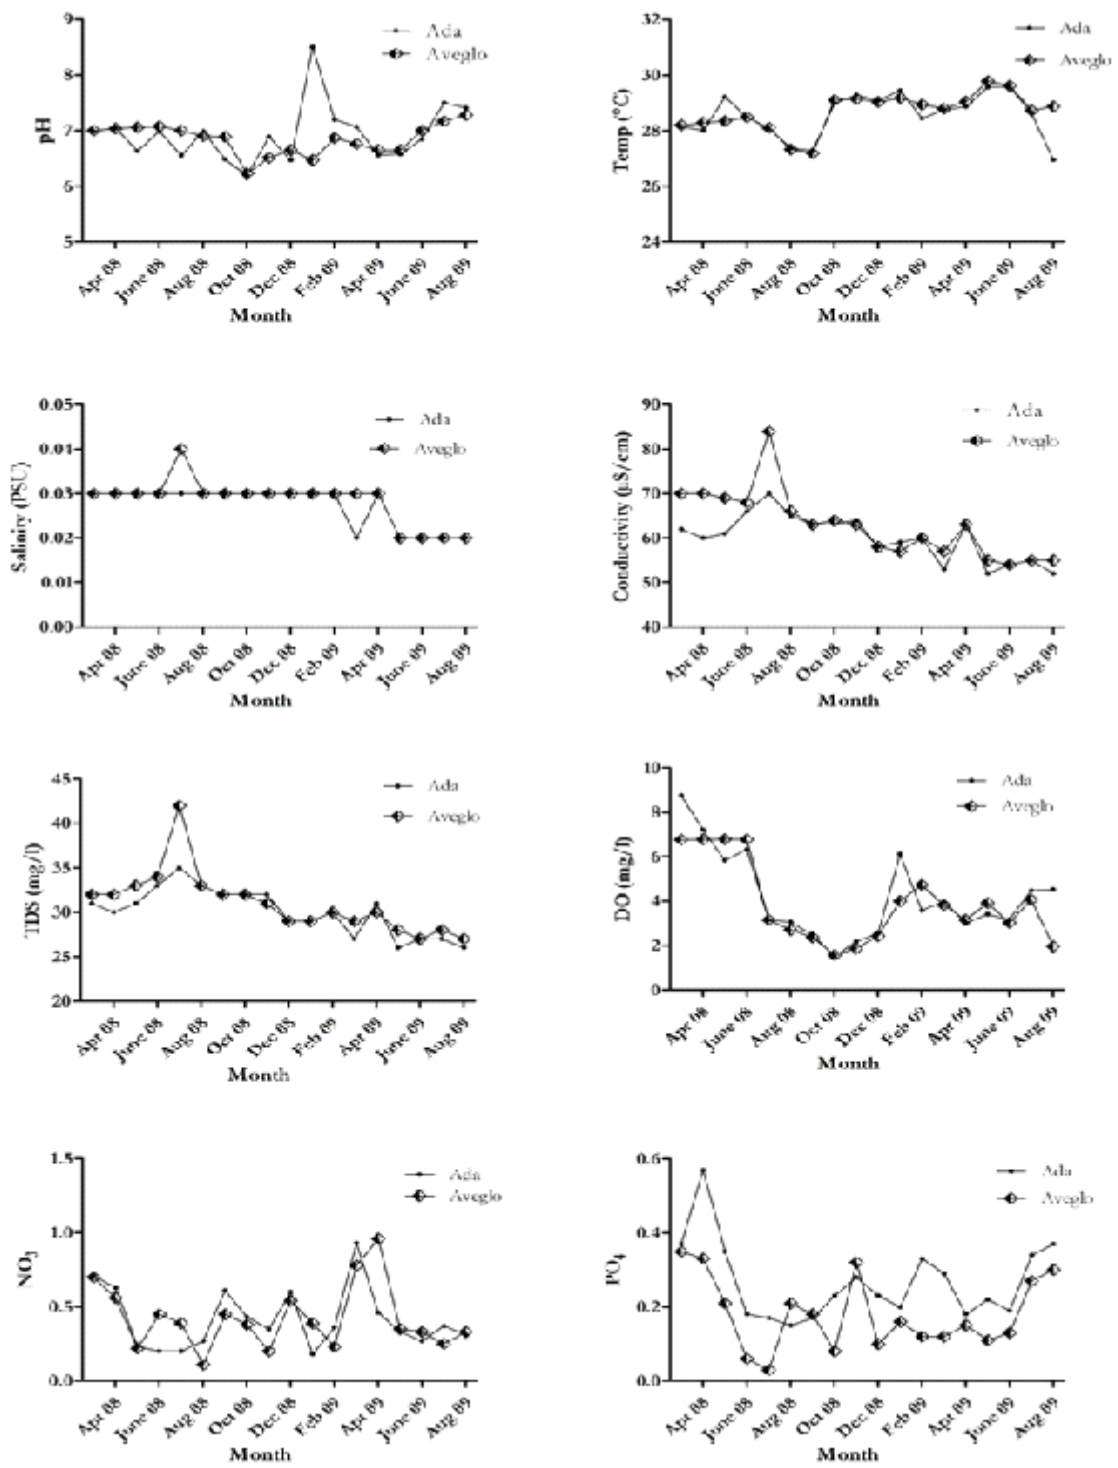 9
8
7
6
5
pH
Ada
Aveglo
Apr 08 June 08 Aug 08 Oct 08 Dec 08 Feb 09 Apr 09 June 09 Aug 09
Month
32
30
28
26
24
Temp (°C)
Ada
Aveglo
Apr 08 June 08 Aug 08 Oct 08 Dec 08 Feb 09 Apr 09 June 09 Aug 09
Month
0.05
0.04
0.03
0.02
0.01
0.00
Salinity (PSU)
Ada
Aveglo
Apr 08 June 08 Aug 08 Oct 08 Dec 08 Feb 09 Apr 09 June 09 Aug 09
Month
90
80
70
60
50
40
Conductivity (µS/cm)
Ada
Aveglo
Apr 08 June 08 Aug 08 Oct 08 Dec 08 Feb 09 Apr 09 June 09 Aug 09
Month
45
40
35
30
25
20
TDS (mg/l)
Ada
Aveglo
Apr 08 June 08 Aug 08 Oct 08 Dec 08 Feb 09 Apr 09 June 09 Aug 09
Month
10
8
6
4
2
0
DO (mg/l)
Ada
Aveglo
Apr 08 June 08 Aug 08 Oct 08 Dec 08 Feb 09 Apr 09 June 09 Aug 09
Month
1.5
1.0
0.5
0.0
NO3
Ada
Aveglo
Apr 08 June 08 Aug 08 Oct 08 Dec 08 Feb 09 Apr 09 June 09 Aug 09
Month
0.6
0.4
0.2
0.0
PO4
Ada
Aveglo
Apr 08 June 08 Aug 08 Oct 08 Dec 08 Feb 09 Apr 09 June 09 Aug 09
Month